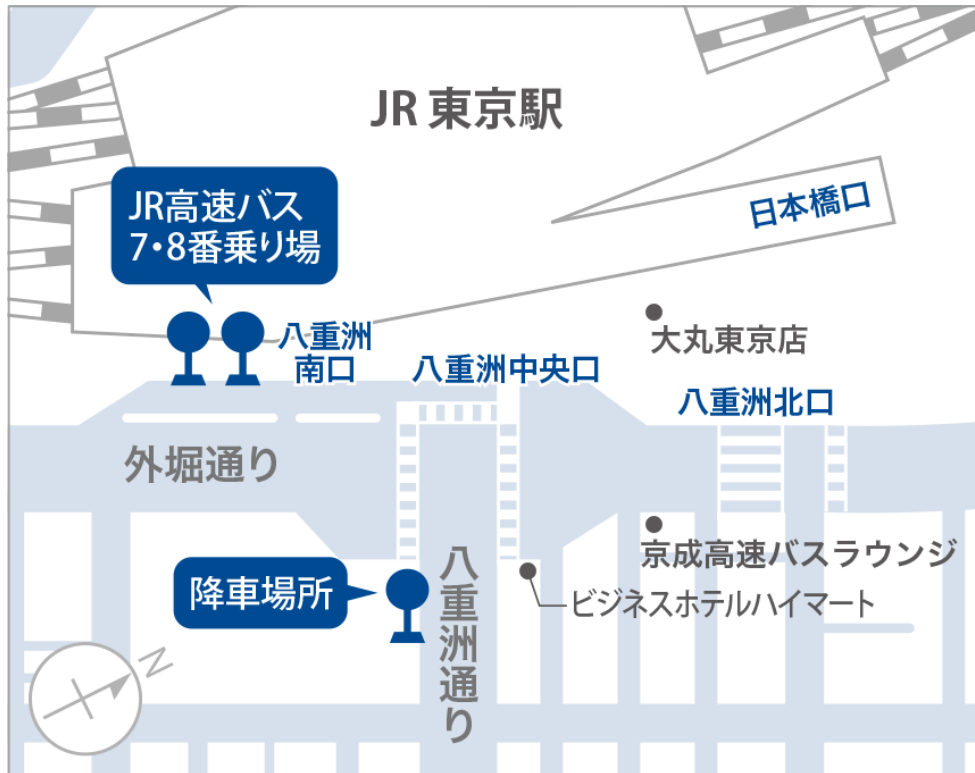 JR 東京駅
JR高速バス
7・8番乗り場
日本橋口
八重洲
南口
八重洲中央口
大丸東京店
八重洲北口
外堀通り
京成高速バスラウンジ
降車場所
ビジネスホテルハイマート
八重洲通り
N